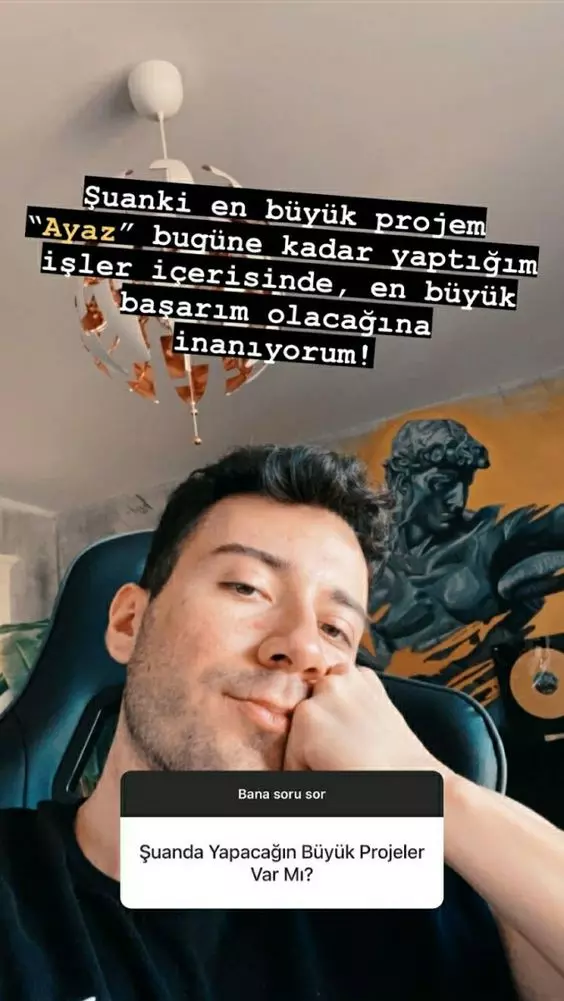 Şuanki en büyük projem
“Ayaz” bugüne kadar yaptığım
işler içerisinde, en büyük
başarım olacağına
inanıyorum!
Bana soru sor
Şuanda Yapacağın Büyük Projeler
Var Mı?